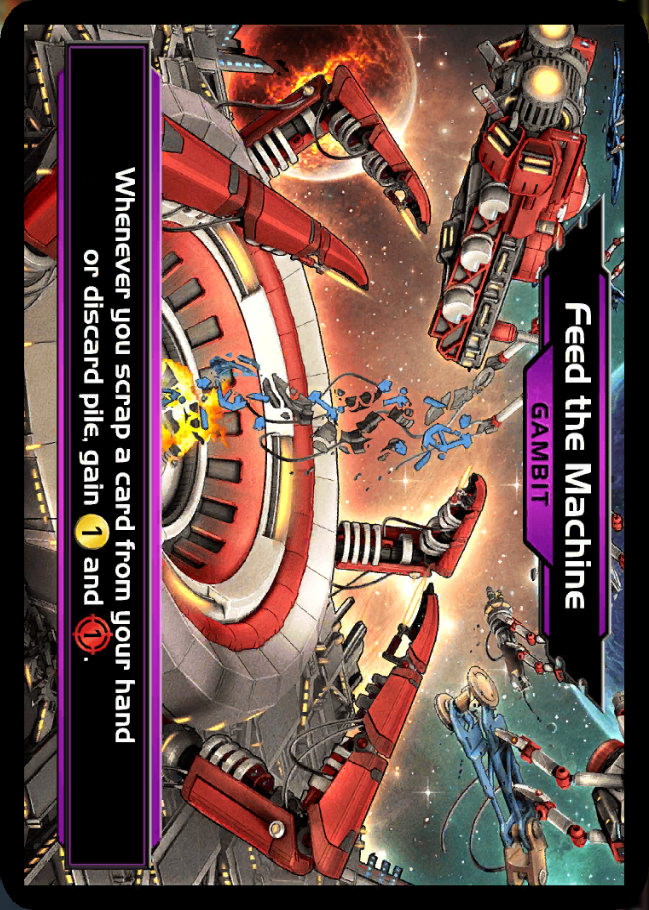 Feed the Machine
GAMBIT
Whenever you scrap a card from your hand
or discard pile, gain 1 and 1.